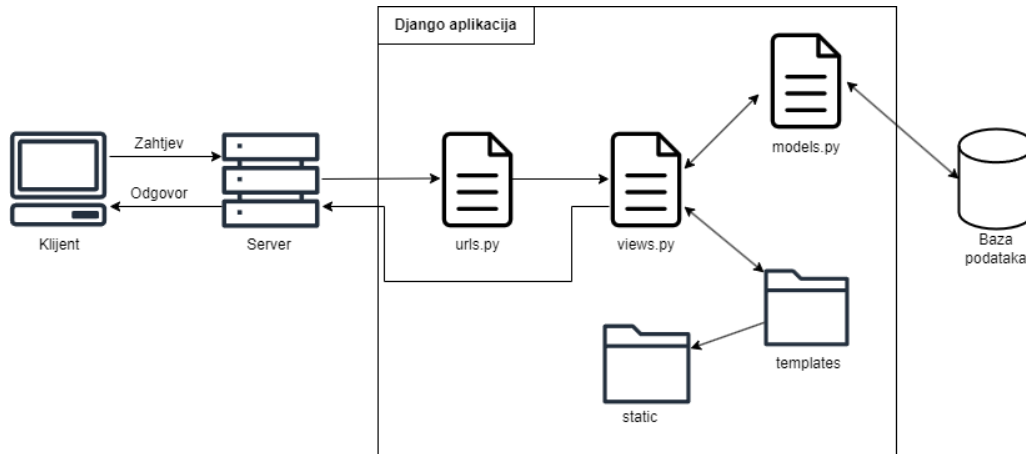 Django aplikacija
models.py
Zahtjev
Odgovor
Klijent
Server
urls.py
views.py
Baza
podataka
templates
static